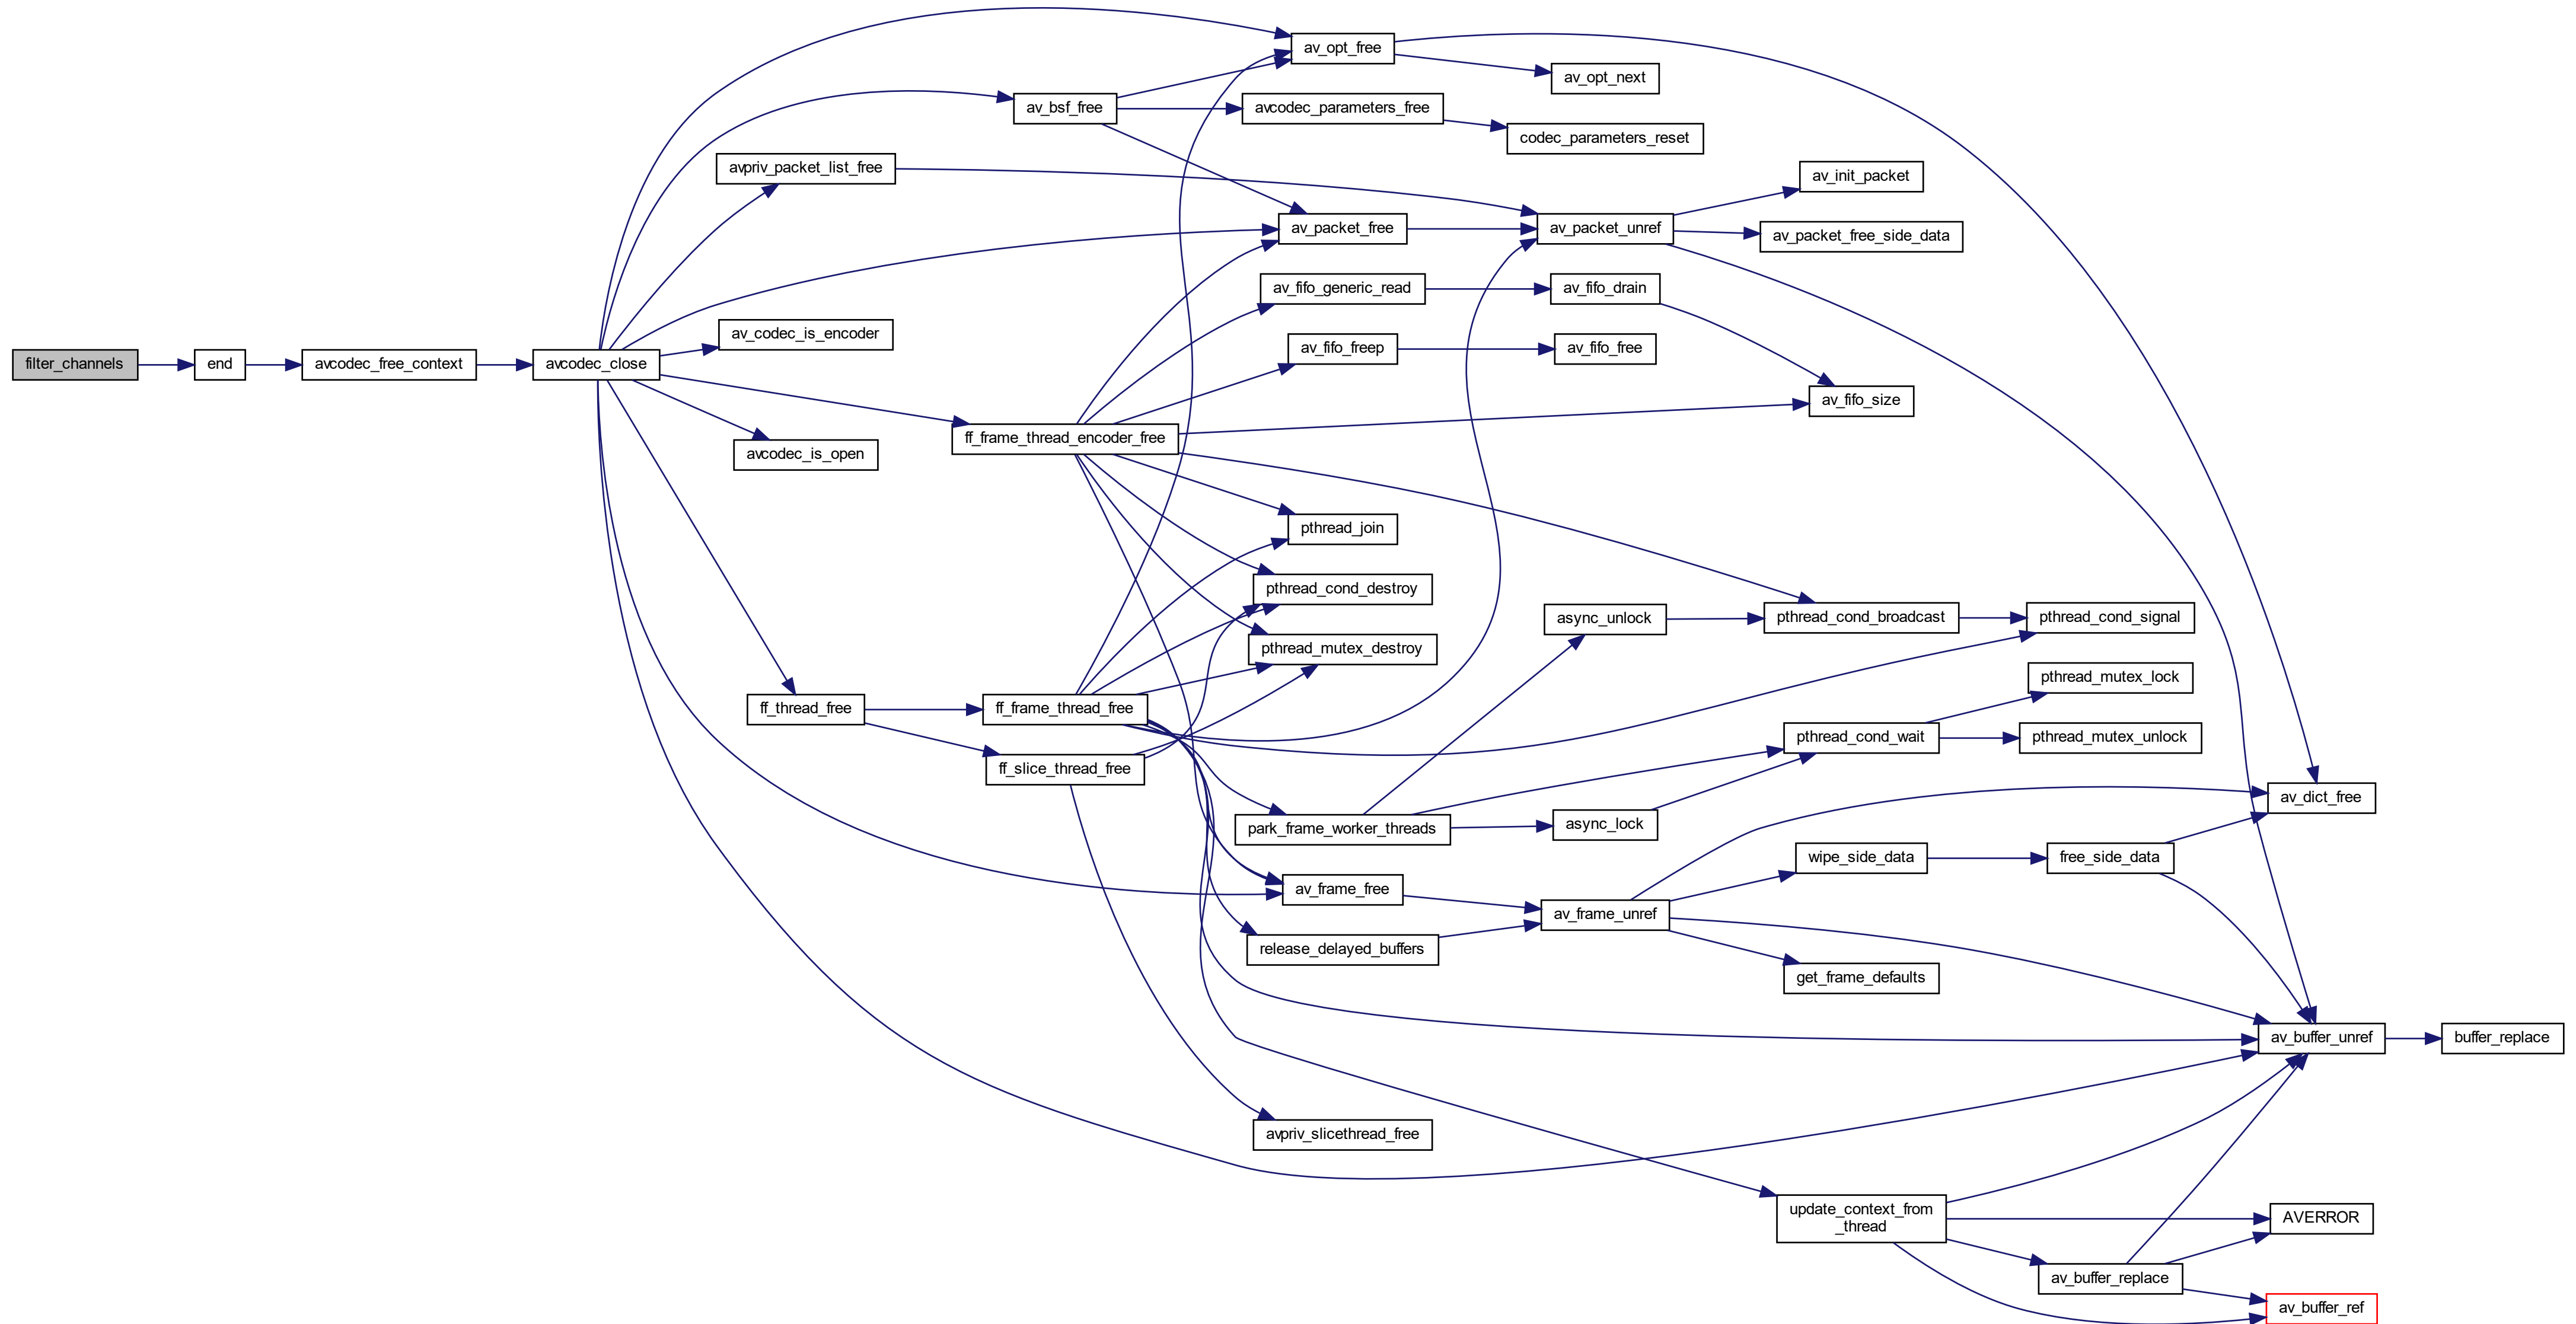 av_opt_free
av_opt_next
av_bsf_free
avcodec_parameters_free
codec_parameters_reset
avpriv_packet_list_free
av_init_packet
av_packet_free
av_packet_unref
av_packet_free_side_data
av_fifo_generic_read
av_fifo_drain
av_codec_is_encoder
av_fifo_freep
av_fifo_free
filter_channels
end
avcodec_free_context
avcodec_close
av_fifo_size
ff_frame_thread_encoder_free
avcodec_is_open
pthread_join
pthread_cond_destroy
async_unlock
pthread_cond_broadcast
pthread_cond_signal
pthread_mutex_destroy
pthread_mutex_lock
ff_thread_free
ff_frame_thread_free
pthread_cond_wait
pthread_mutex_unlock
ff_slice_thread_free
av_dict_free
park_frame_worker_threads
async_lock
wipe_side_data
free_side_data
av_frame_free
av_frame_unref
release_delayed_buffers
get_frame_defaults
av_buffer_unref
buffer_replace
avpriv_slicethread_free
update_context_from
_thread
AVERROR
av_buffer_replace
av_buffer_ref